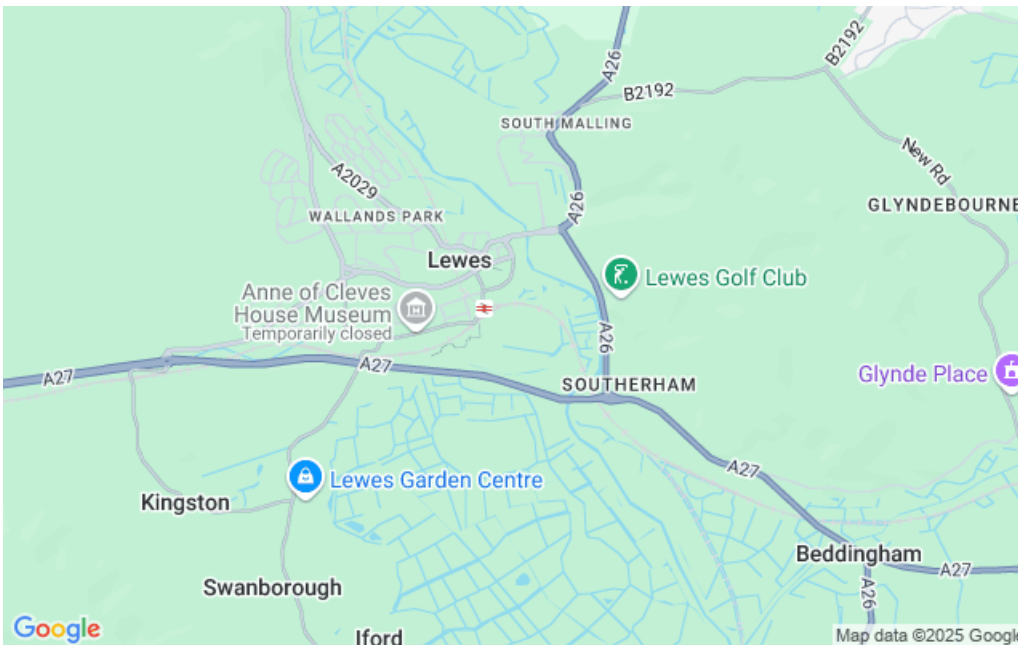 B2192
A26
B2192
SOUTH MALLING
New Rd
A2029
GLYNDEBOURNE
A26
WALLANDS PARK
Lewes
Lewes Golf Club
Anne of Cleves
House Museum
Temporarily closed
A26
A27
A27
SOUTHERHAM
Glynde Place
A27
Lewes Garden Centre
Kingston
Beddingham
A27
A26
Swanborough
Iford
Google
Map data ©2025 Google